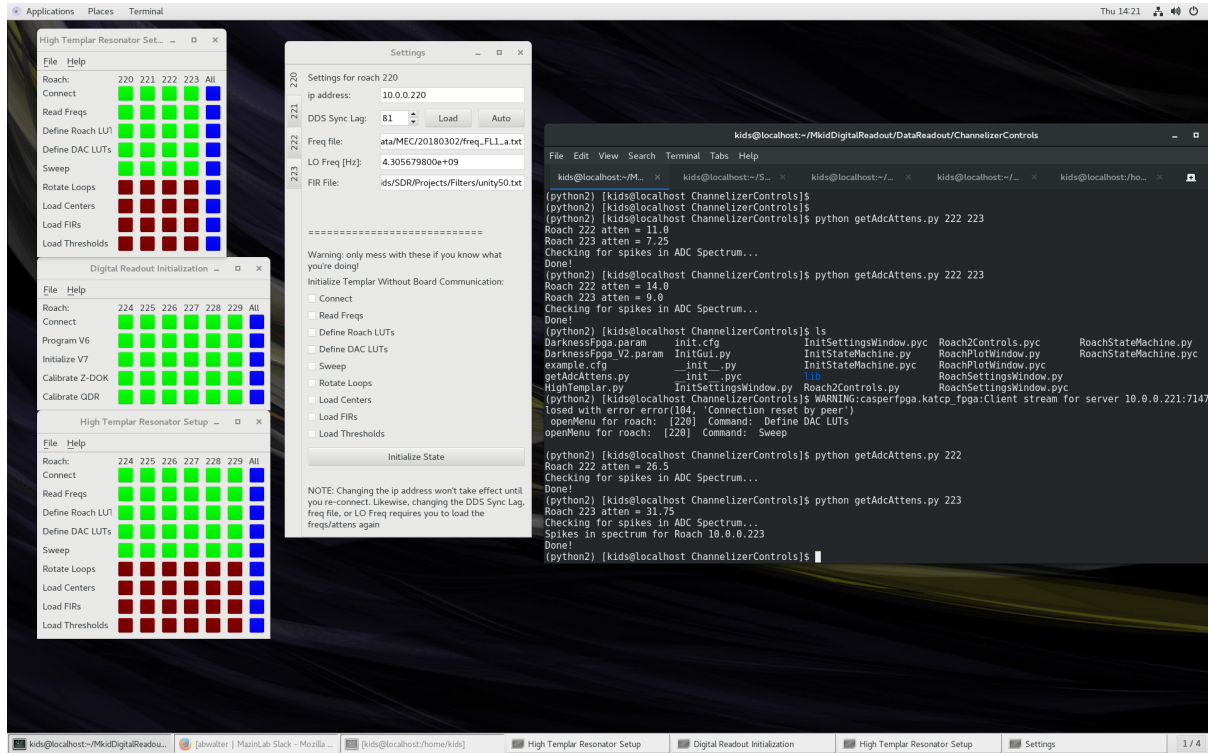 Applications Places Terminal
Thu 14:21
High Templar Resonator Set...
File Help
Roach: 220 221 222 223 All
Connect
Read Freqs
Define Roach LUT
Define DAC LUTs
Sweep
Rotate Loops
Load Centers
Load FIRs
Load Thresholds
Digital Readout Initialization
File Help
Roach: 224 225 226 227 228 229 All
Connect
Program V6
Initialize V7
Calibrate Z-DOK
Calibrate QDR
High Templar Resonator Setup
File Help
Roach: 224 225 226 227 228 229 All
Connect
Read Freqs
Define Roach LUT
Define DAC LUTs
Sweep
Rotate Loops
Load Centers
Load FIRs
Load Thresholds
Settings
220
221
222
223
Settings for roach 220
ip address: 10.0.0.220
DDS Sync Lag: 81 Load Auto
Freq file: ata/MEC/20180302/freq_FL1_a.txt
LO Freq [Hz]: 4.305679800e+09
FIR File: ids/SDR/Projects/Filters/unity50.txt
============================
Warning: only mess with these if you know what
you're doing!
Initialize Templar Without Board Communication:
Connect
Read Freqs
Define Roach LUTs
Define DAC LUTs
Sweep
Rotate Loops
Load Centers
Load FIRs
Load Thresholds
Initialize State
NOTE: Changing the ip address won't take effect until
you re-connect. Likewise, changing the DDS Sync Lag,
freq file, or LO Freq requires you to load the
freqs/attens again
kids@localhost:~/MkidDigitalReadout/DataReadout/ChannelizerControls
File Edit View Search Terminal Tabs Help
kids@localhost:~/M... kids@localhost:~/S... kids@localhost:~/... kids@localhost:~/... kids@localhost:/ho...
(python2) [kids@localhost ChannelizerControls]$
(python2) [kids@localhost ChannelizerControls]$
(python2) [kids@localhost ChannelizerControls]$ python getAdcAttens.py 222 223
Roach 222 atten = 11.0
Roach 223 atten = 7.25
Checking for spikes in ADC Spectrum...
Done!
(python2) [kids@localhost ChannelizerControls]$ python getAdcAttens.py 222 223
Roach 222 atten = 14.0
Roach 223 atten = 9.0
Checking for spikes in ADC Spectrum...
Done!
(python2) [kids@localhost ChannelizerControls]$ ls
DarknessFpga.param init.cfg InitSettingsWindow.pyc Roach2Controls.pyc RoachStateMachine.py
DarknessFpga_V2.param InitGui.py InitStateMachine.py RoachPlotWindow.py RoachStateMachine.pyc
example.cfg __init__.py InitStateMachine.pyc RoachPlotWindow.pyc
getAdcAttens.py __init__.pyc lib RoachSettingsWindow.py
HighTemplar.py InitSettingsWindow.py Roach2Controls.py RoachSettingsWindow.pyc
(python2) [kids@localhost ChannelizerControls]$ WARNING:casperfpga.katcp_fpga:Client stream for server 10.0.0.221:7147
losed with error error(104, 'Connection reset by peer')
openMenu for roach: [220] Command: Define DAC LUTs
openMenu for roach: [220] Command: Sweep
(python2) [kids@localhost ChannelizerControls]$ python getAdcAttens.py 222
Roach 222 atten = 26.5
Checking for spikes in ADC Spectrum...
Done!
(python2) [kids@localhost ChannelizerControls]$ python getAdcAttens.py 223
Roach 223 atten = 31.75
Checking for spikes in ADC Spectrum...
Spikes in spectrum for Roach 10.0.0.223
Done!
(python2) [kids@localhost ChannelizerControls]$
kids@localhost:~/MkidDigitalReadou... [abwalter | MazinLab Slack - Mozilla ... [kids@localhost:/home/kids] High Templar Resonator Setup Digital Readout Initialization High Templar Resonator Setup Settings 1 / 4